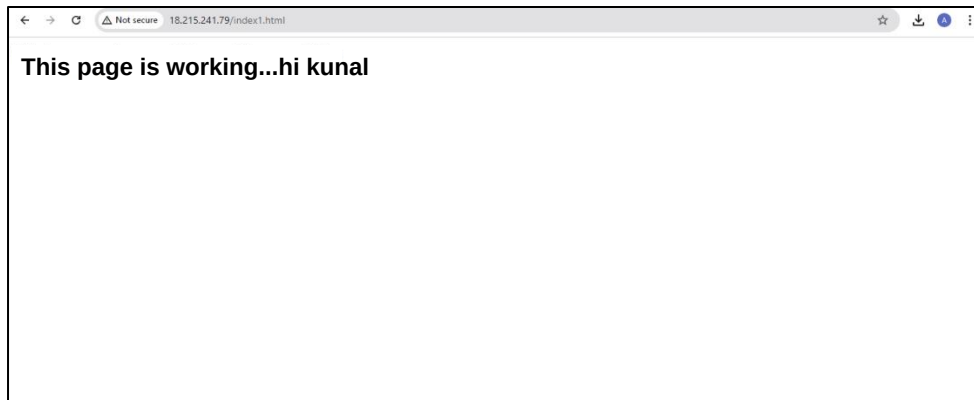 Not secure 18.215.241.79/index1.html A
This page is working...hi kunal